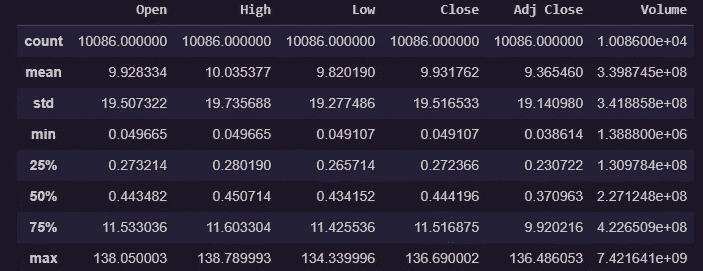 Open High Low Close Adj Close Volume
count 10086.000000 10086.000000 10086.000000 10086.000000 10086.000000 1.008600e+04
mean 9.928334 10.035377 9.820190 9.931762 9.365460 3.398745e+08
std 19.507322 19.735688 19.277486 19.516533 19.140980 3.418858e+08
min 0.049665 0.049665 0.049107 0.049107 0.038614 1.388800e+06
25% 0.273214 0.280190 0.265714 0.272366 0.230722 1.309784e+08
50% 0.443482 0.450714 0.434152 0.444196 0.370963 2.271248e+08
75% 11.533036 11.603304 11.425536 11.516875 9.920216 4.226509e+08
max 138.050003 138.789993 134.339996 136.690002 136.486053 7.421641e+09